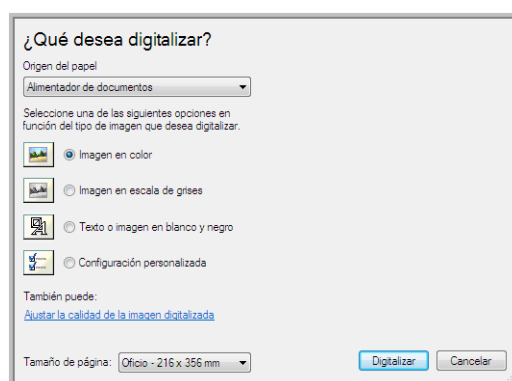 ¿Qué desea digitalizar?
Origen del papel
Alimentador de documentos
Seleccione una de las siguientes opciones en
función del tipo de imagen que desea digitalizar.
Imagen en color
Imagen en escala de grises
Texto o imagen en blanco y negro
Configuración personalizada
También puede:
Ajustar la calidad de la imagen digitalizada
Tamaño de página: Oficio - 216 x 356 mm Digitalizar Cancelar